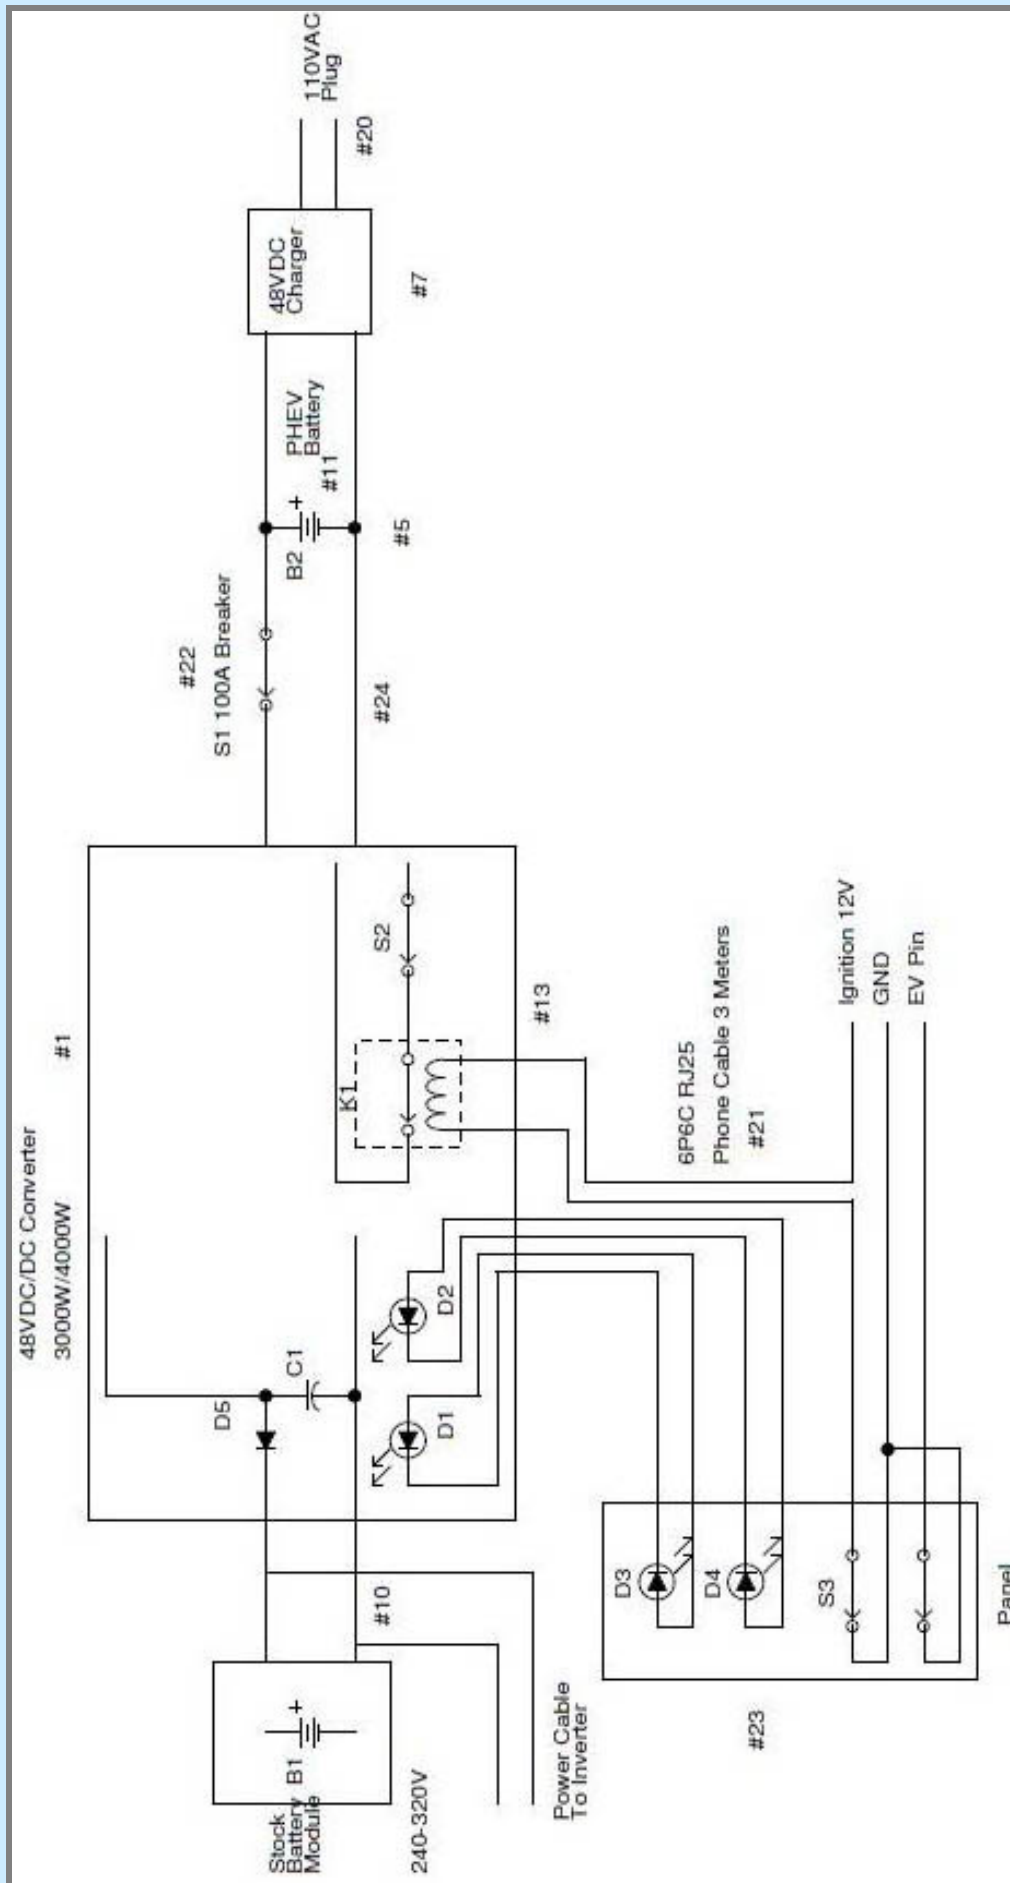 48VDC/DC Converter
3000W/4000W
#1
#22
S1 100A Breaker
110VAC
Plug
#20
48VDC
Charger
#7
PHEV
Battery
#11
B2
+
#5
#24
D5
C1
K1
S2
#13
D1
D2
Stock
Battery
Module
B1
+
240-320V
#10
Power Cable
To Inverter
6P6C RJ25
Phone Cable 3 Meters
#21
Ignition 12V
GND
EV Pin
D3
D4
S3
Panel
#23